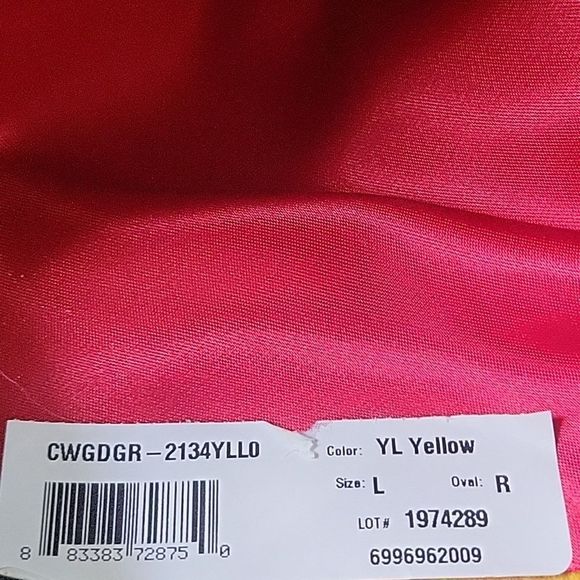 CWGDGR-2134YLL0
Color: YL Yellow
Size: L Oval: R
LOT# 1974289
8 83383 72875 0
6996962009